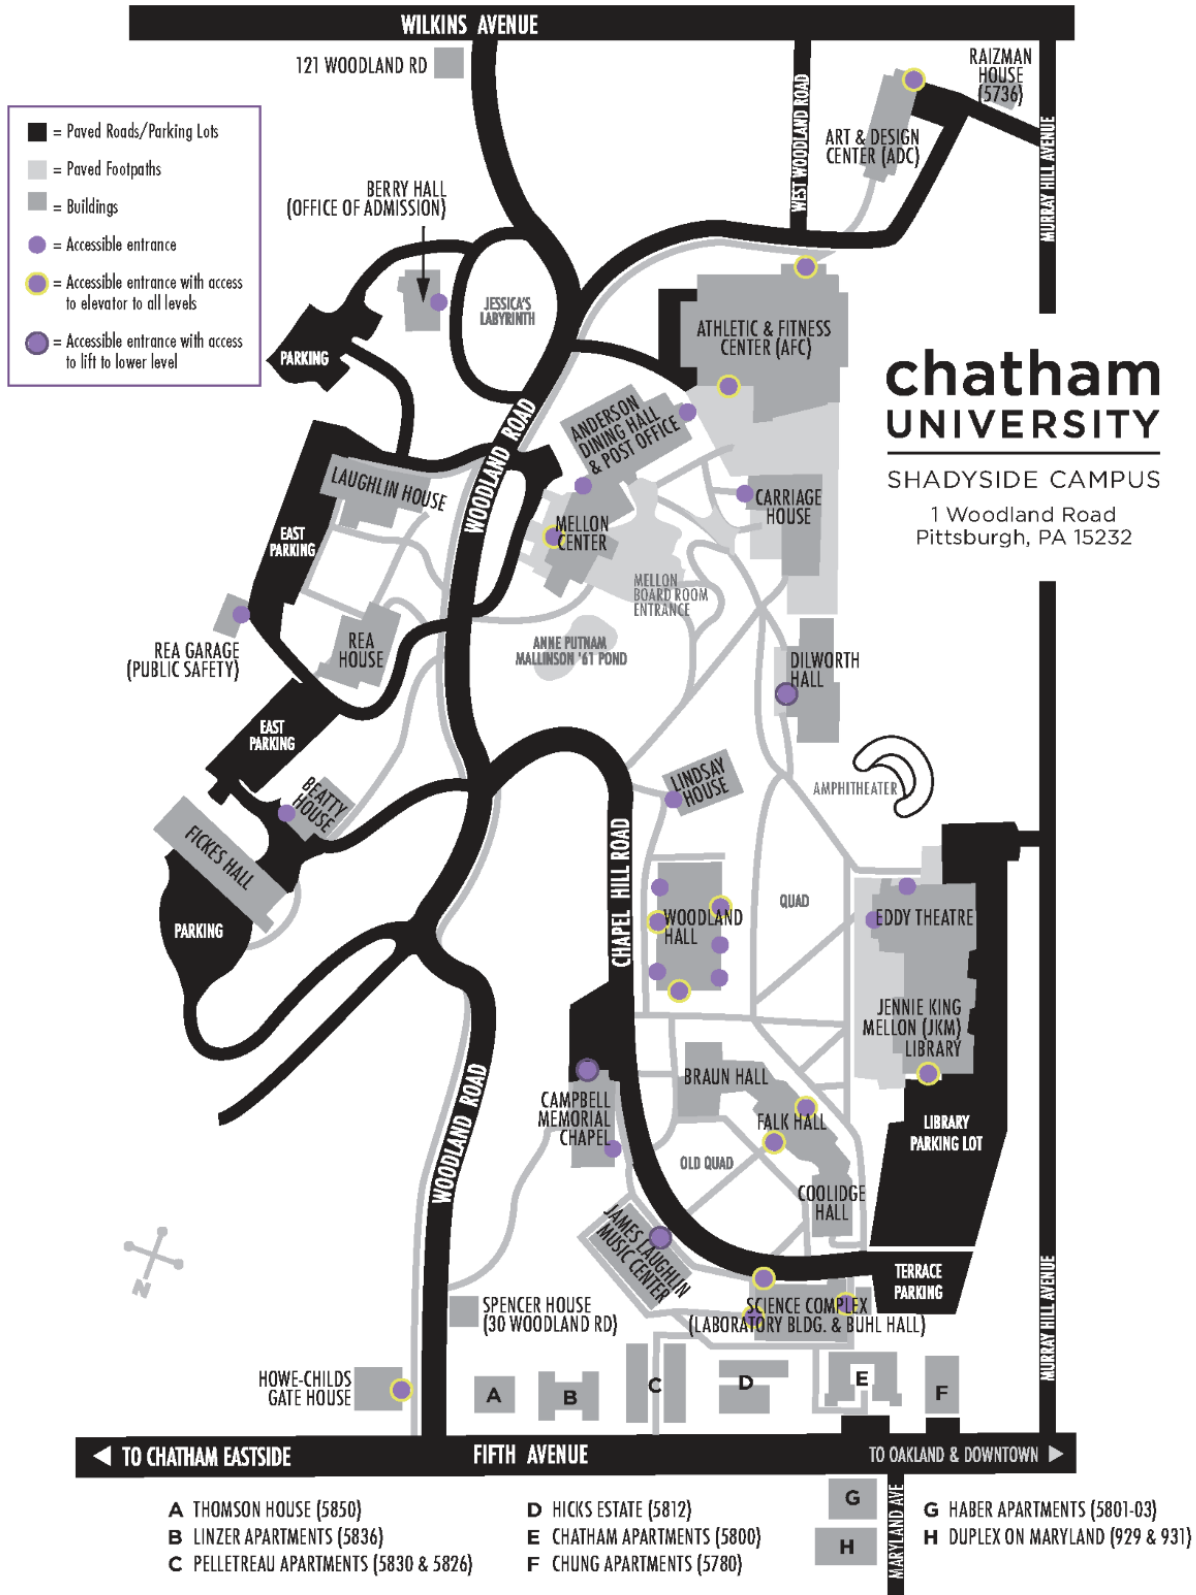 WILKINS AVENUE
121 WOODLAND RD
WEST WOODLAND ROAD
RAIZMAN
HOUSE
(5736)
ART & DESIGN
CENTER (ADC)
MURRAY HILL AVENUE
= Paved Roads/Parking Lots
= Paved Footpaths
= Buildings
= Accessible entrance
= Accessible entrance with access
to elevator to all levels
= Accessible entrance with access
to lift to lower level
BERRY HALL
(OFFICE OF ADMISSION)
JESSICA'S
LABYRINTH
PARKING
ATHLETIC & FITNESS
CENTER (AFC)
chatham
UNIVERSITY
SHADYSIDE CAMPUS
1 Woodland Road
Pittsburgh, PA 15232
WOODLAND ROAD
ANDERSON
DINING HALL
& POST OFFICE
LAUGHLIN HOUSE
CARRIAGE
HOUSE
EAST
PARKING
MELLON
CENTER
MELLON
BOARD ROOM
ENTRANCE
REA GARAGE
(PUBLIC SAFETY)
REA
HOUSE
ANNE PUTNAM
MALLINSON '61 POND
DILWORTH
HALL
EAST
PARKING
BEATTY
HOUSE
LINDSAY
HOUSE
AMPHITHEATER
FICKES HALL
CHAPEL HILL ROAD
QUAD
PARKING
WOODLAND
HALL
EDDY THEATRE
JENNIE KING
MELLON (JKM)
LIBRARY
WOODLAND ROAD
BRAUN HALL
CAMPBELL
MEMORIAL
CHAPEL
FALK HALL
LIBRARY
PARKING LOT
OLD QUAD
COOLIDGE
HALL
JAMES LAUGHLIN
MUSIC CENTER
N
TERRACE
PARKING
MURRAY HILL AVENUE
SPENCER HOUSE
(30 WOODLAND RD)
SCIENCE COMPLEX
(LABORATORY BLDG. & BUHL HALL)
HOWE-CHILDS
GATE HOUSE
A
B
C
D
E
F
TO CHATHAM EASTSIDE
FIFTH AVENUE
TO OAKLAND & DOWNTOWN
A THOMSON HOUSE (5850)
B LINZER APARTMENTS (5836)
C PELLETREAU APARTMENTS (5830 & 5826)
D HICKS ESTATE (5812)
E CHATHAM APARTMENTS (5800)
F CHUNG APARTMENTS (5780)
G
H
MARYLAND AVE
G HABER APARTMENTS (5801-03)
H DUPLEX ON MARYLAND (929 & 931)